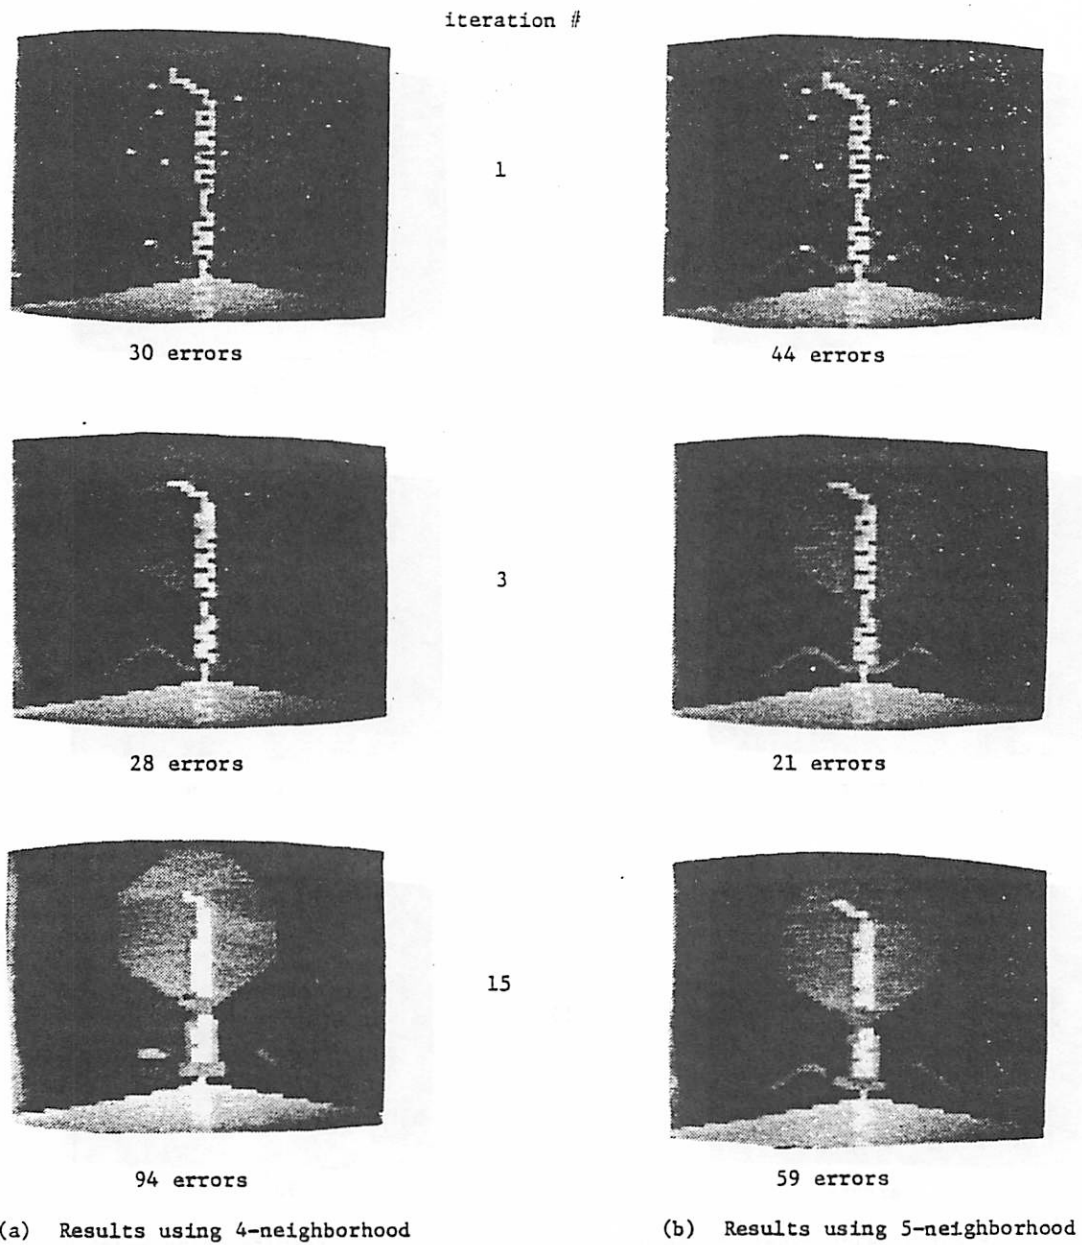 iteration #
1
30 errors
44 errors
3
28 errors
21 errors
15
94 errors
59 errors
(a) Results using 4-neighborhood
(b) Results using 5-neighborhood